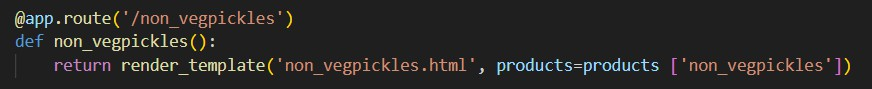 @app.route('/non_vegpickles')
def non_vegpickles():
    return render_template('non_vegpickles.html', products=products ['non_vegpickles'])